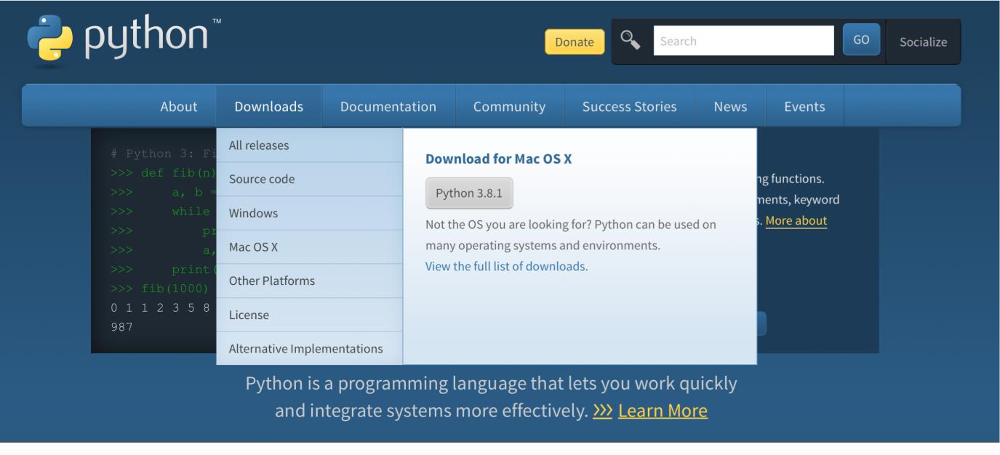 python™
Donate
Search
GO
Socialize
About
Downloads
Documentation
Community
Success Stories
News
Events
# Python 3: Fi
>>> def fib(n)
>>> a, b =
>>> while
>>> pr
>>> a,
>>> print(
>>> fib(1000)
0 1 1 2 3 5 8
987
All releases
Source code
Windows
Mac OS X
Other Platforms
License
Alternative Implementations
Download for Mac OS X
Python 3.8.1
Not the OS you are looking for? Python can be used on
many operating systems and environments.
View the full list of downloads.
ng functions.
ments, keyword
s. More about
Python is a programming language that lets you work quickly
and integrate systems more effectively. >>> Learn More